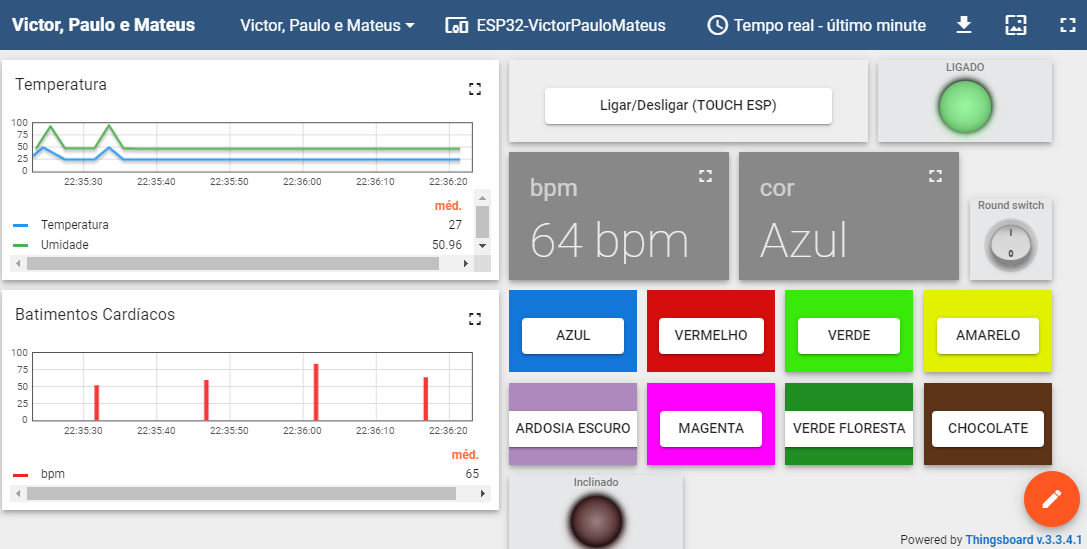 Victor, Paulo e Mateus
Victor, Paulo e Mateus
ESP32-VictorPauloMateus
Tempo real - último minute
Temperatura
100
75
50
25
0
22:35:30 22:35:40 22:35:50 22:36:00 22:36:10 22:36:20
méd.
Temperatura 27
Umidade 50.96
Batimentos Cardíacos
100
75
50
25
0
22:35:30 22:35:40 22:35:50 22:36:00 22:36:10 22:36:20
méd.
bpm 65
Ligar/Desligar (TOUCH ESP)
LIGADO
bpm
64 bpm
cor
Azul
Round switch
I
0
AZUL
VERMELHO
VERDE
AMARELO
ARDOSIA ESCURO
MAGENTA
VERDE FLORESTA
CHOCOLATE
Inclinado
Powered by Thingsboard v.3.3.4.1